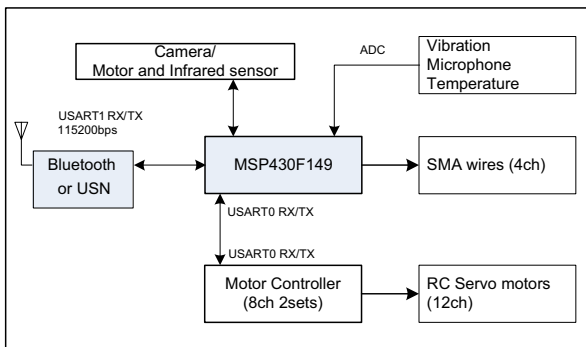 Camera/
Motor and Infrared sensor
ADC
Vibration
Microphone
Temperature
USART1 RX/TX
115200bps
Bluetooth
or USN
MSP430F149
SMA wires (4ch)
USART0 RX/TX
USART0 RX/TX
Motor Controller
(8ch 2sets)
RC Servo motors
(12ch)